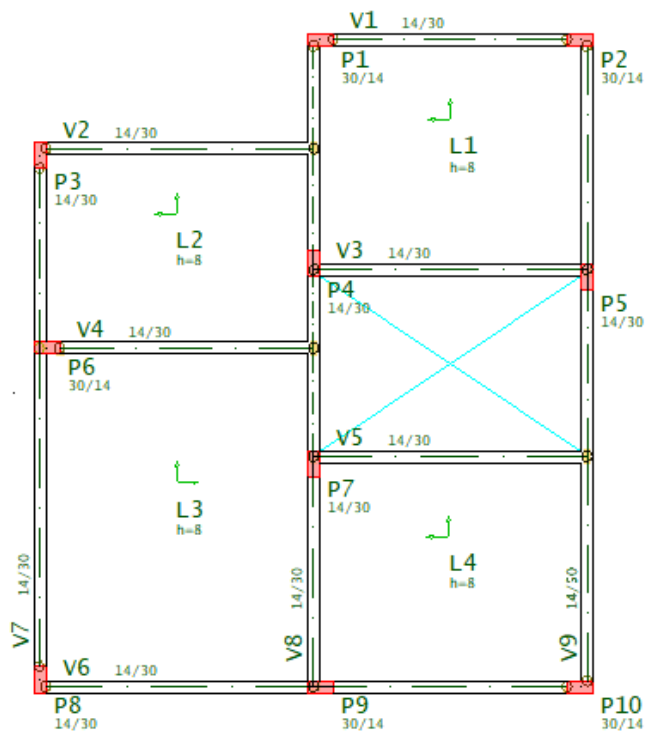 V1 14/30
P1
30/14
P2
30/14
V2 14/30
L1
h=8
P3
14/30
L2
h=8
V3 14/30
P4
14/30
P5
14/30
V4 14/30
P6
30/14
V5 14/30
L3
h=8
P7
14/30
L4
h=8
14/30
V7
14/30
V8
14/50
V9
V6 14/30
P8
14/30
P9
30/14
P10
30/14